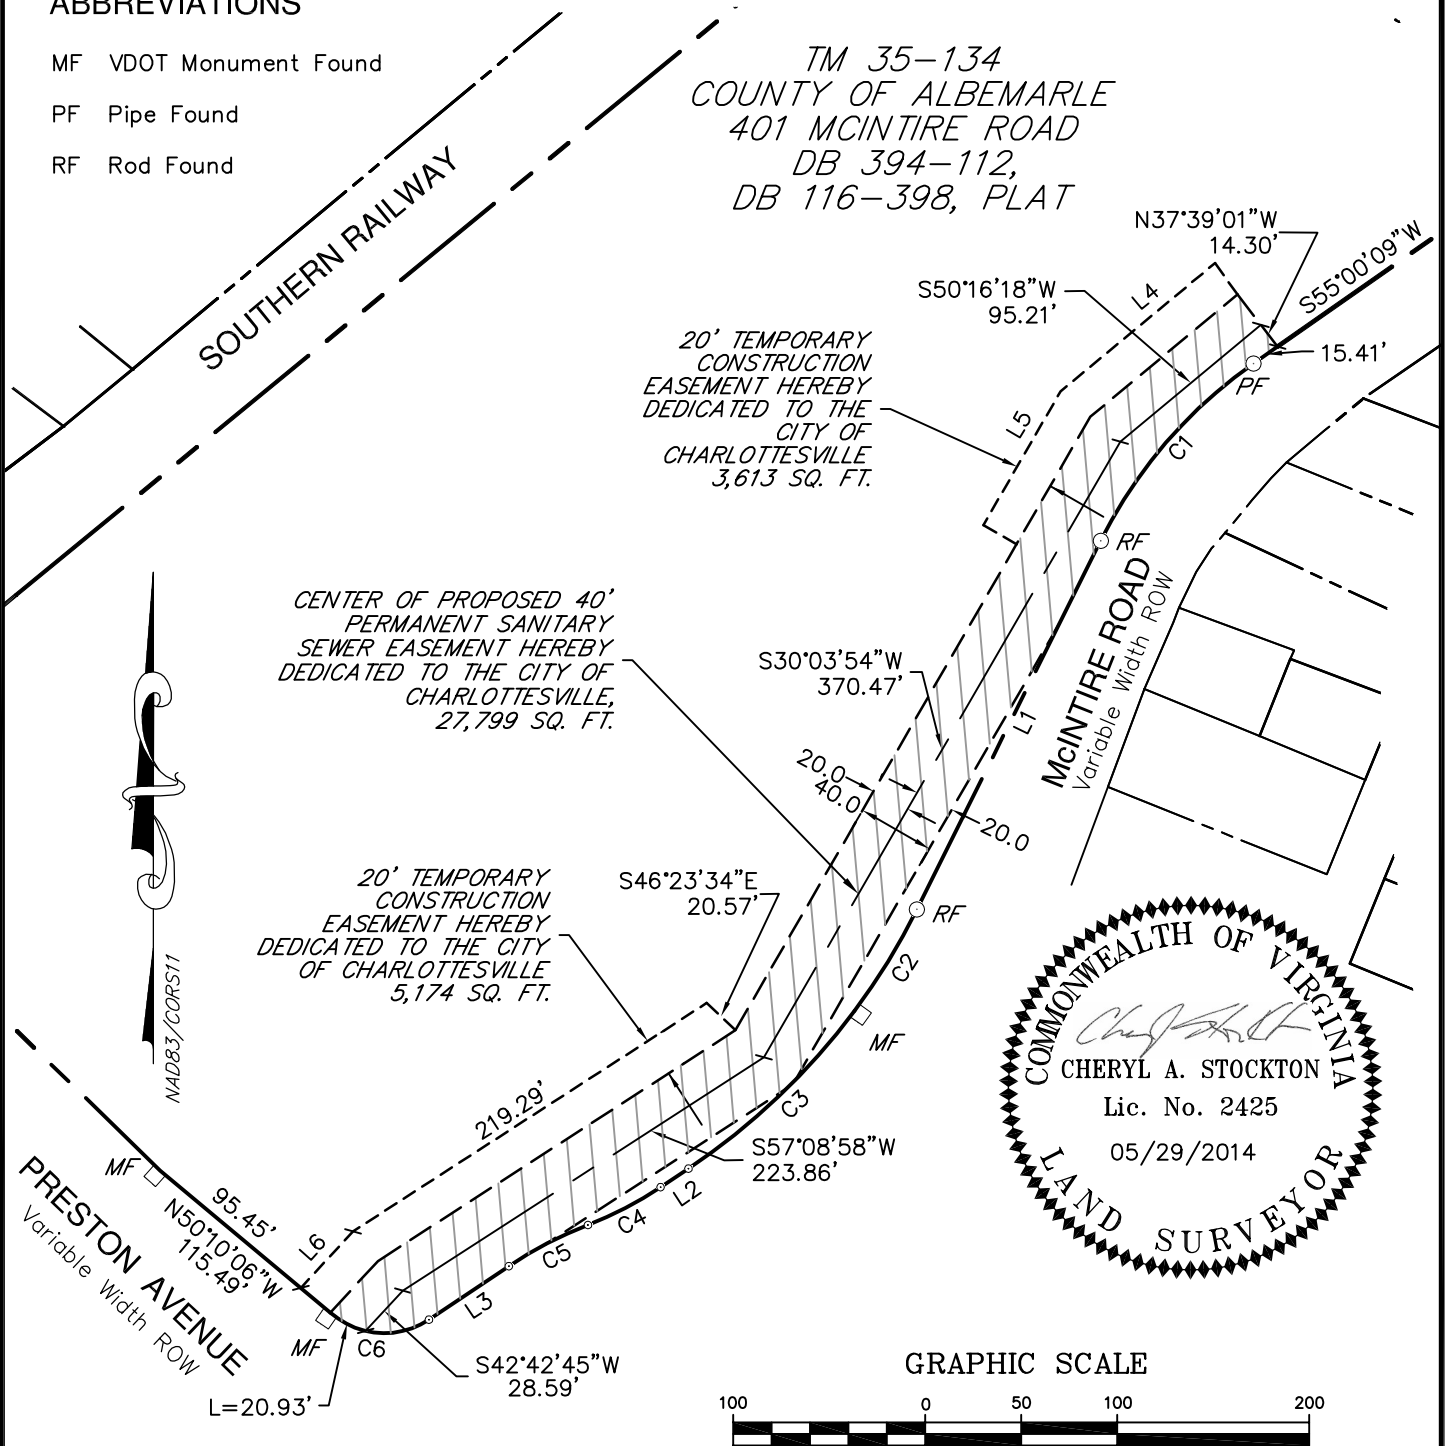 ABBREVIATIONS
MF VDOT Monument Found
PF Pipe Found
RF Rod Found
SOUTHERN RAILWAY
TM 35-134
COUNTY OF ALBEMARLE
401 MCINTIRE ROAD
DB 394-112,
DB 116-398, PLAT
N37°39'01"W
14.30'
S55°00'09"W
S50°16'18"W
95.21'
L4
15.41'
PF
20' TEMPORARY
CONSTRUCTION
EASEMENT HEREBY
DEDICATED TO THE
CITY OF
CHARLOTTESVILLE
3,613 SQ. FT.
L5
C1
RF
McINTIRE ROAD
Variable Width ROW
CENTER OF PROPOSED 40'
PERMANENT SANITARY
SEWER EASEMENT HEREBY
DEDICATED TO THE CITY OF
CHARLOTTESVILLE,
27,799 SQ. FT.
S30°03'54"W
370.47'
L1
20.0
40.0
20.0
20' TEMPORARY
CONSTRUCTION
EASEMENT HEREBY
DEDICATED TO THE CITY
OF CHARLOTTESVILLE
5,174 SQ. FT.
S46°23'34"E
20.57'
RF
C2
MF
NAD83/CORS11
219.29'
C3
S57°08'58"W
223.86'
L2
C4
C5
L3
MF
95.45'
N50°10'06"W
115.49'
L6
PRESTON AVENUE
Variable Width ROW
MF
C6
L=20.93'
S42°42'45"W
28.59'
COMMONWEALTH OF VIRGINIA
CHERYL A. STOCKTON
Lic. No. 2425
05/29/2014
LAND SURVEYOR
GRAPHIC SCALE
100 0 50 100 200